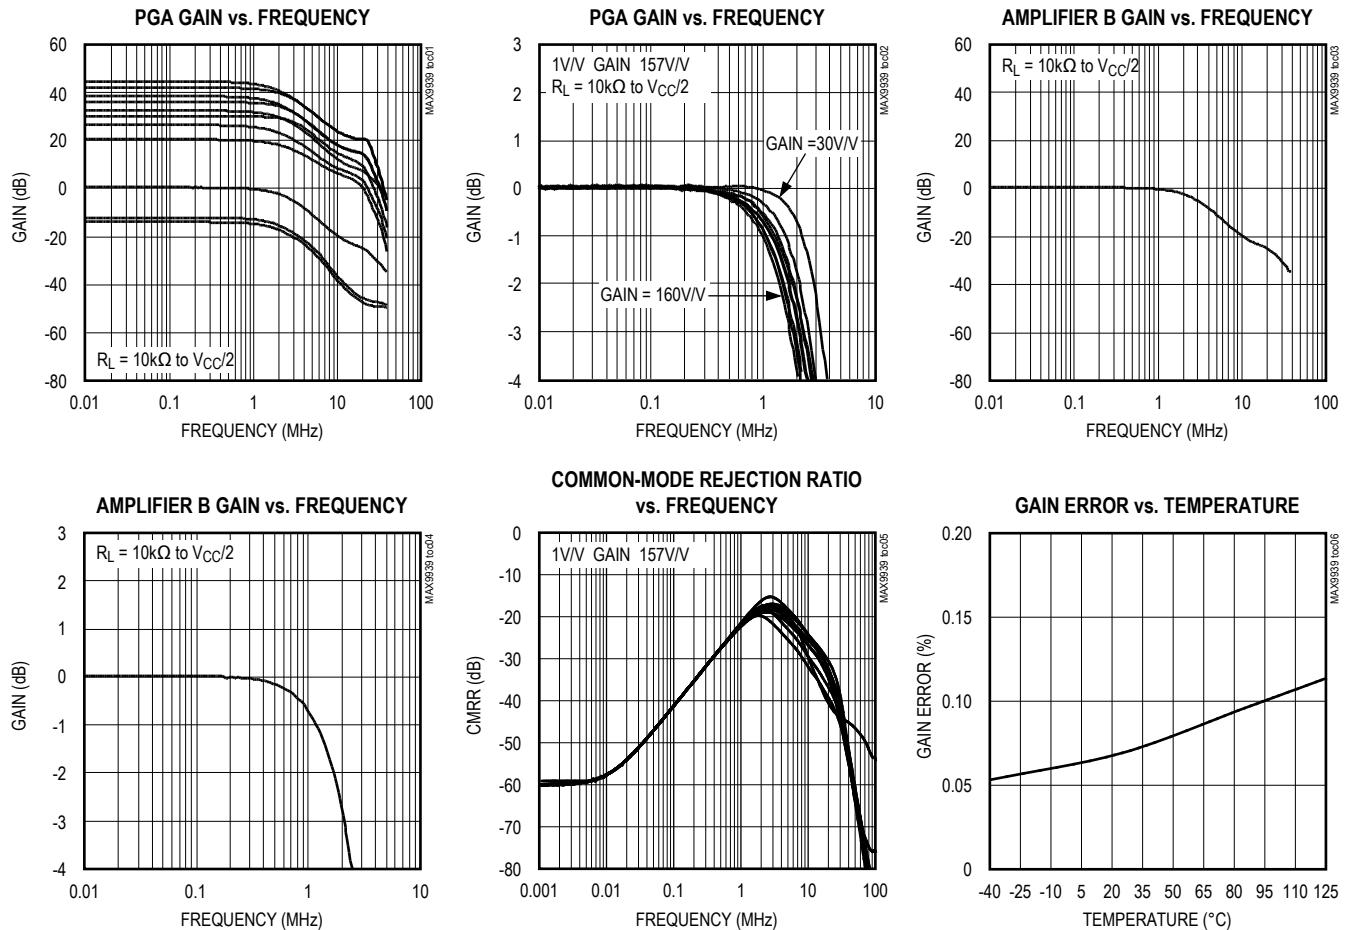 PGA GAIN vs. FREQUENCY
MAX9939 toc01
60
40
20
0
-20
-40
-60
-80
GAIN (dB)
RL = 10kΩ to VCC/2
0.01
0.1
1
10
100
FREQUENCY (MHz)
PGA GAIN vs. FREQUENCY
MAX9939 toc02
3
2
1
0
-1
-2
-3
-4
GAIN (dB)
1V/V GAIN 157V/V
RL = 10kΩ to VCC/2
GAIN =30V/V
GAIN = 160V/V
0.01
0.1
1
10
FREQUENCY (MHz)
AMPLIFIER B GAIN vs. FREQUENCY
MAX9939 toc03
60
40
20
0
-20
-40
-60
-80
GAIN (dB)
RL = 10kΩ to VCC/2
0.01
0.1
1
10
100
FREQUENCY (MHz)
AMPLIFIER B GAIN vs. FREQUENCY
MAX9939 toc04
3
2
1
0
-1
-2
-3
-4
GAIN (dB)
RL = 10kΩ to VCC/2
0.01
0.1
1
10
FREQUENCY (MHz)
COMMON-MODE REJECTION RATIO
vs. FREQUENCY
MAX9939 toc05
0
-10
-20
-30
-40
-50
-60
-70
-80
CMRR (dB)
1V/V GAIN 157V/V
0.001
0.01
0.1
1
10
100
FREQUENCY (MHz)
GAIN ERROR vs. TEMPERATURE
MAX9939 toc06
0.20
0.15
0.10
0.05
0
GAIN ERROR (%)
-40 -25 -10 5 20 35 50 65 80 95 110 125
TEMPERATURE (°C)